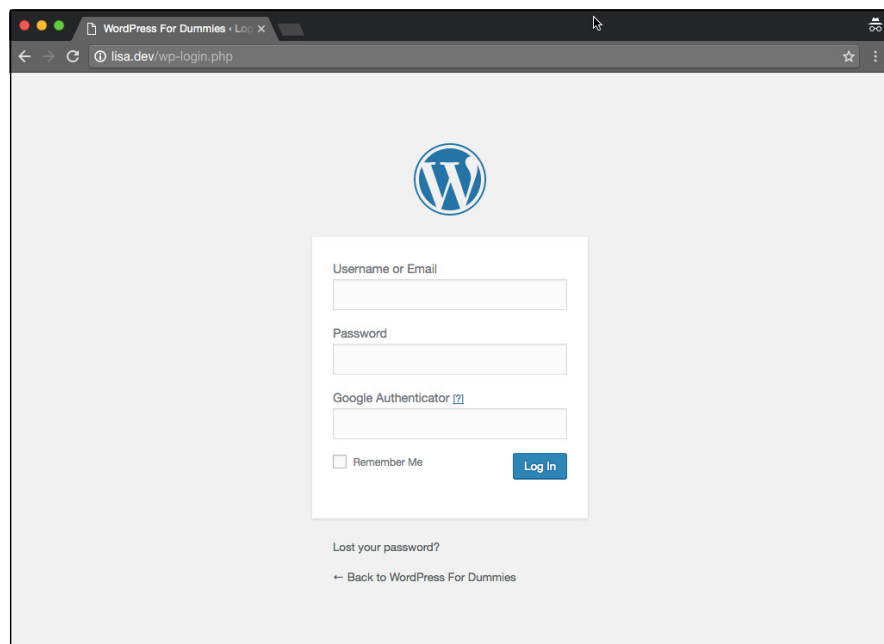 WordPress For Dummies ‹ Log
lisa.dev/wp-login.php
Username or Email
Password
Google Authenticator [?]
Remember Me
Log In
Lost your password?
← Back to WordPress For Dummies